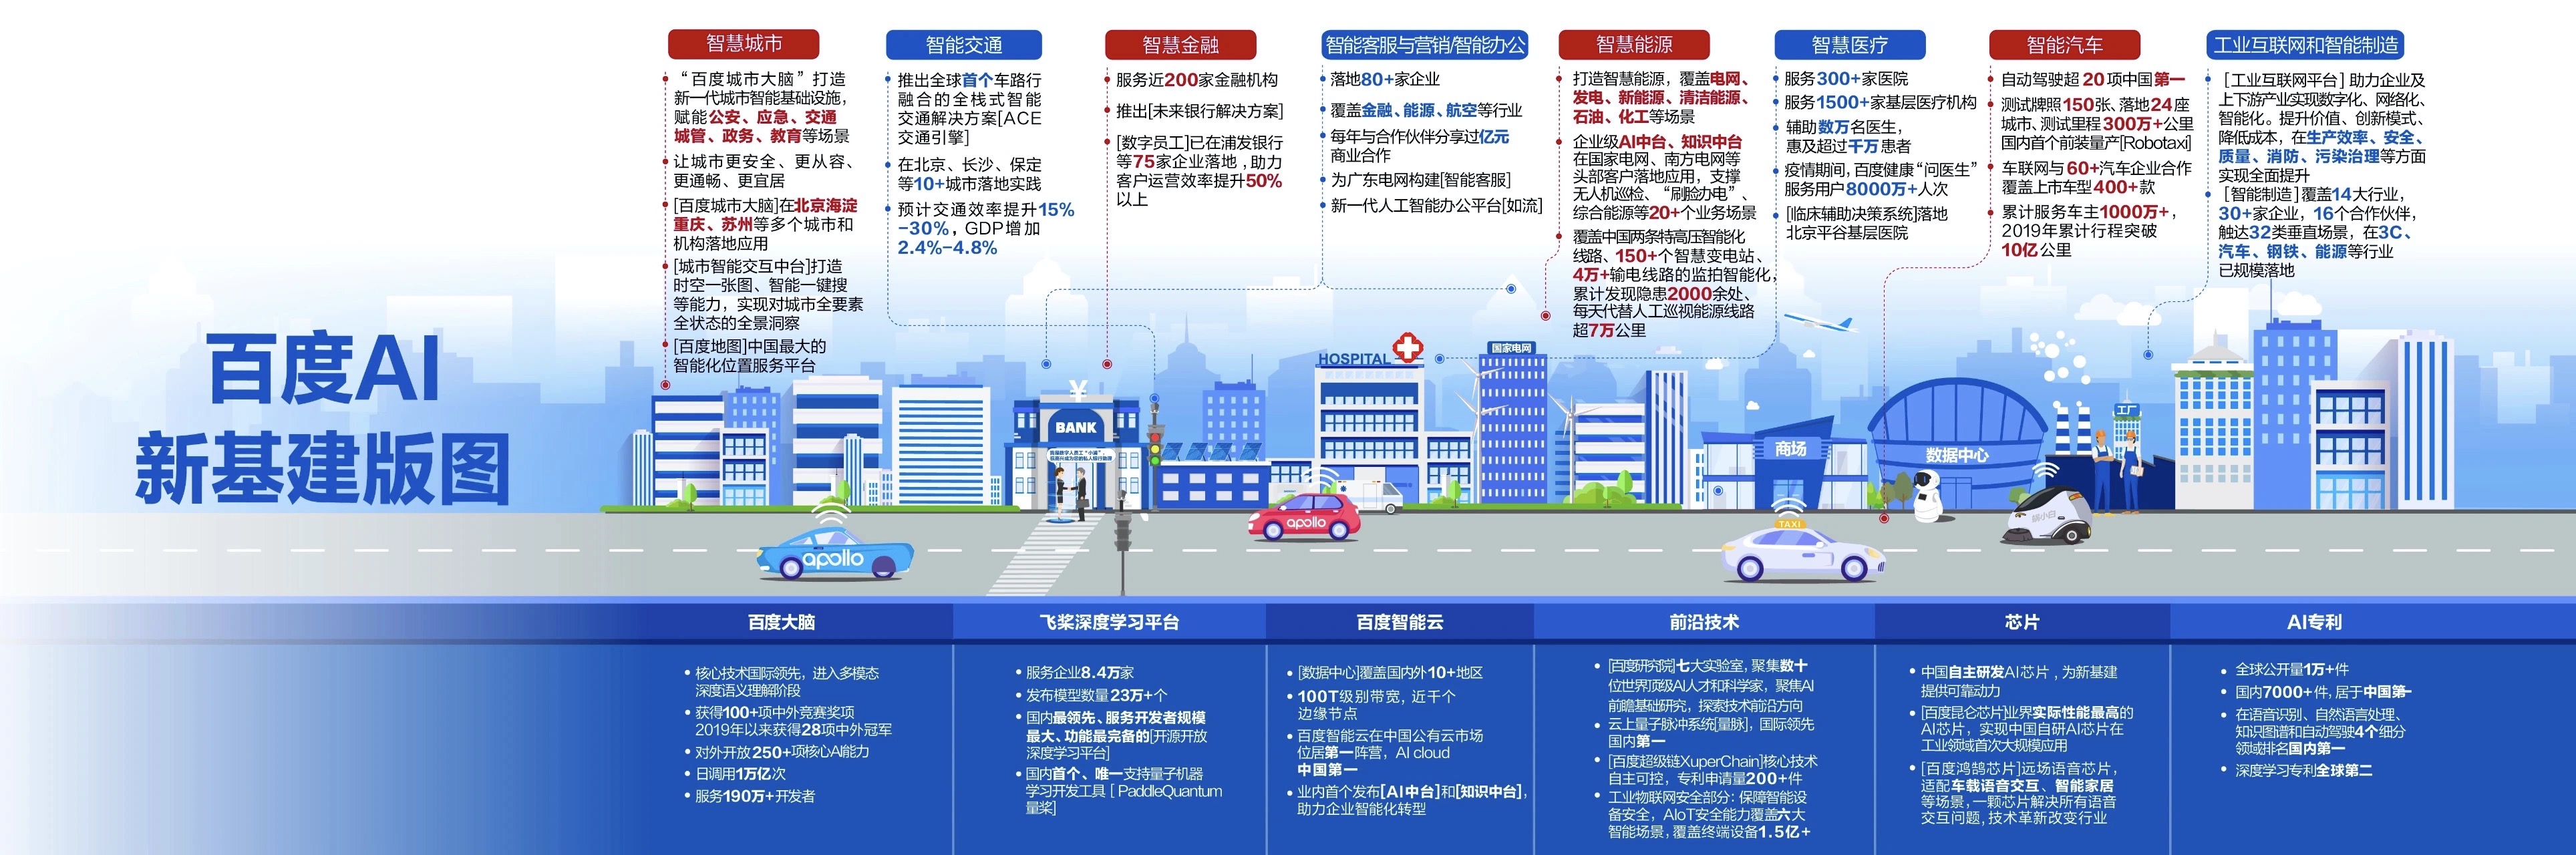 百度AI
新基建版图
智慧城市
“百度城市大脑”打造
新一代城市智能基础设施，
赋能公安、应急、交通
城管、政务、教育等场景
让城市更安全、更从容、
更通畅、更宜居
[百度城市大脑]在北京海淀
重庆、苏州等多个城市和
机构落地应用
[城市智能交互中台]打造
时空一张图、智能一键搜
等能力，实现对城市全要素
全状态的全景洞察
[百度地图]中国最大的
智能化位置服务平台
智能交通
推出全球首个车路行
融合的全栈式智能
交通解决方案[ACE
交通引擎]
在北京、长沙、保定
等10+城市落地实践
预计交通效率提升15%
-30%，GDP增加
2.4%-4.8%
智慧金融
服务近200家金融机构
推出[未来银行解决方案]
[数字员工]已在浦发银行
等75家企业落地，助力
客户运营效率提升50%
以上
智能客服与营销/智能办公
落地80+家企业
覆盖金融、能源、航空等行业
每年与合作伙伴分享过亿元
商业合作
为广东电网构建[智能客服]
新一代人工智能办公平台[如流]
智慧能源
打造智慧能源，覆盖电网、
发电、新能源、清洁能源、
石油、化工等场景
企业级AI中台、知识中台
在国家电网、南方电网等
头部客户落地应用，支撑
无人机巡检、“刷脸办电”、
综合能源等20+个业务场景
覆盖中国两条特高压智能化
线路、150+个智慧变电站、
4万+输电线路的监拍智能化，
累计发现隐患2000余处、
每天代替人工巡视能源线路
超7万公里
智慧医疗
服务300+家医院
服务1500+家基层医疗机构
辅助数万名医生，
惠及超过千万患者
疫情期间，百度健康“问医生”
服务用户8000万+人次
[临床辅助决策系统]落地
北京平谷基层医院
智能汽车
自动驾驶超20项中国第一
测试牌照150张、落地24座
城市、测试里程300万+公里
国内首个前装量产[Robotaxi]
车联网与60+汽车企业合作
覆盖上市车型400+款
累计服务车主1000万+，
2019年累计行程突破
10亿公里
工业互联网和智能制造
[工业互联网平台]助力企业及
上下游产业实现数字化、网络化、
智能化。提升价值、创新模式、
降低成本，在生产效率、安全、
质量、消防、污染治理等方面
实现全面提升
[智能制造]覆盖14大行业，
30+家企业，16个合作伙伴，
触达32类垂直场景，在3C、
汽车、钢铁、能源等行业
已规模落地
¥
BANK
HOSPITAL
国家电网
商场
数据中心
工厂
apollo
apollo
TAXI
百度大脑
核心技术国际领先，进入多模态
深度语义理解阶段
获得100+项中外竞赛奖项
2019年以来获得28项中外冠军
对外开放250+项核心AI能力
日调用1万亿次
服务190万+开发者
飞桨深度学习平台
服务企业8.4万家
发布模型数量23万+个
国内最领先、服务开发者规模
最大、功能最完备的[开源开放
深度学习平台]
国内首个、唯一支持量子机器
学习开发工具［PaddleQuantum
量桨]
百度智能云
[数据中心]覆盖国内外10+地区
100T级别带宽，近千个
边缘节点
百度智能云在中国公有云市场
位居第一阵营，AI cloud
中国第一
业内首个发布[AI中台]和[知识中台]，
助力企业智能化转型
前沿技术
[百度研究院]七大实验室，聚集数十
位世界顶级AI人才和科学家，聚焦AI
前瞻基础研究，探索技术前沿方向
云上量子脉冲系统[量脉]，国际领先
国内第一
[百度超级链XuperChain]核心技术
自主可控，专利申请量200+件
工业物联网安全部分：保障智能设
备安全，AIoT安全能力覆盖六大
智能场景，覆盖终端设备1.5亿+
芯片
中国自主研发AI芯片，为新基建
提供可靠动力
[百度昆仑芯片]业界实际性能最高的
AI芯片，实现中国自研AI芯片在
工业领域首次大规模应用
[百度鸿鹄芯片]远场语音芯片，
适配车载语音交互、智能家居
等场景，一颗芯片解决所有语音
交互问题，技术革新改变行业
AI专利
全球公开量1万+件
国内7000+件，居于中国第一
在语音识别、自然语言处理、
知识图谱和自动驾驶4个细分
领域排名国内第一
深度学习专利全球第二